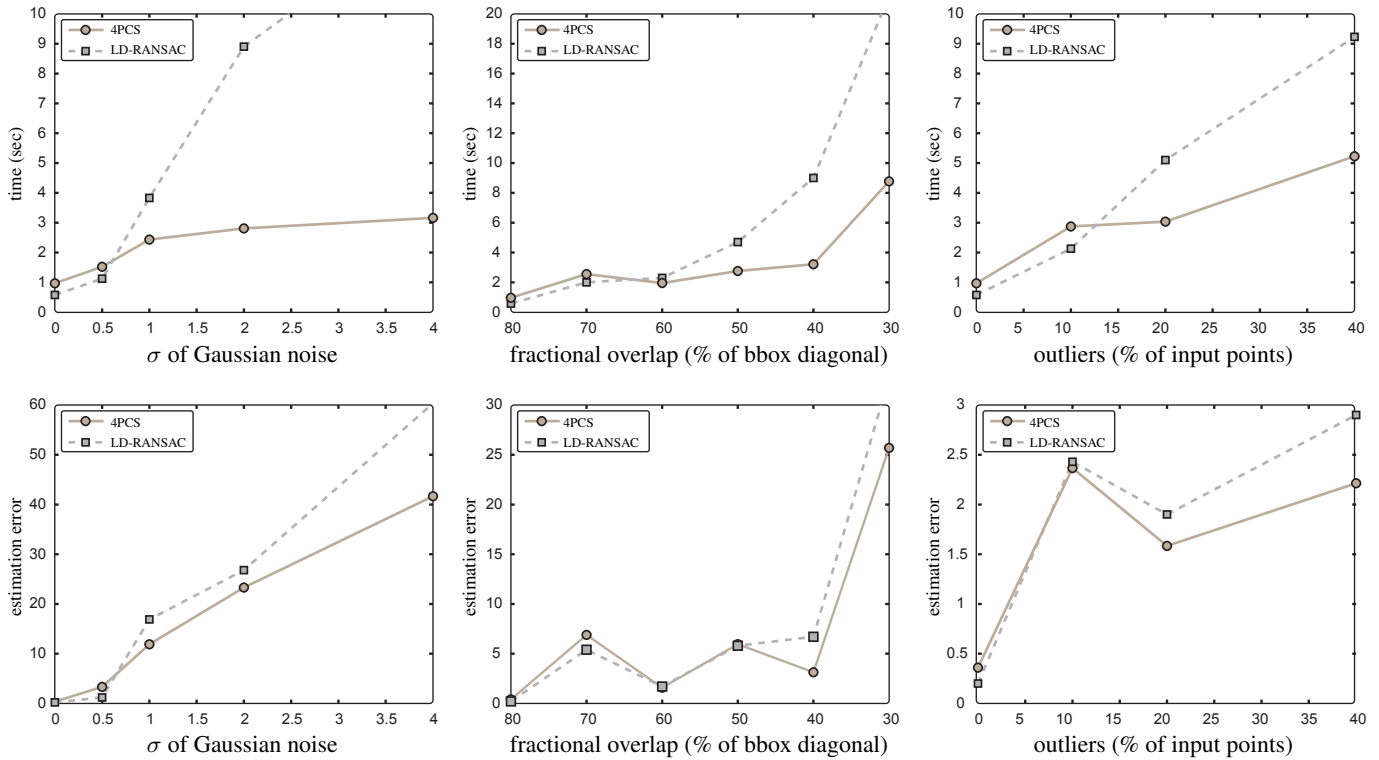 10
9
8
7
6
5
4
3
2
1
0
time (sec)
4PCS
LD-RANSAC
0 0.5 1 1.5 2 2.5 3 3.5 4
σ of Gaussian noise
20
18
16
14
12
10
8
6
4
2
0
time (sec)
4PCS
LD-RANSAC
80 70 60 50 40 30
fractional overlap (% of bbox diagonal)
10
9
8
7
6
5
4
3
2
1
0
time (sec)
4PCS
LD-RANSAC
0 5 10 15 20 25 30 35 40
outliers (% of input points)
60
50
40
30
20
10
0
estimation error
4PCS
LD-RANSAC
0 0.5 1 1.5 2 2.5 3 3.5 4
σ of Gaussian noise
30
25
20
15
10
5
0
estimation error
4PCS
LD-RANSAC
80 70 60 50 40 30
fractional overlap (% of bbox diagonal)
3
2.5
2
1.5
1
0.5
0
estimation error
4PCS
LD-RANSAC
0 5 10 15 20 25 30 35 40
outliers (% of input points)